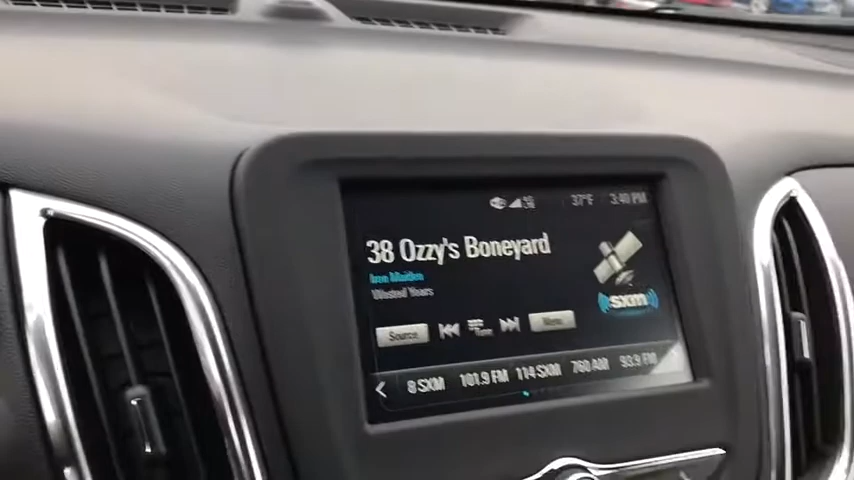 37°F 3:40 PM
38 Ozzy's Boneyard
Iron Maiden
Wasted Years
sxm
Source Menu
8 SXM 101.9 FM 114 SXM 760 AM 93.9 FM